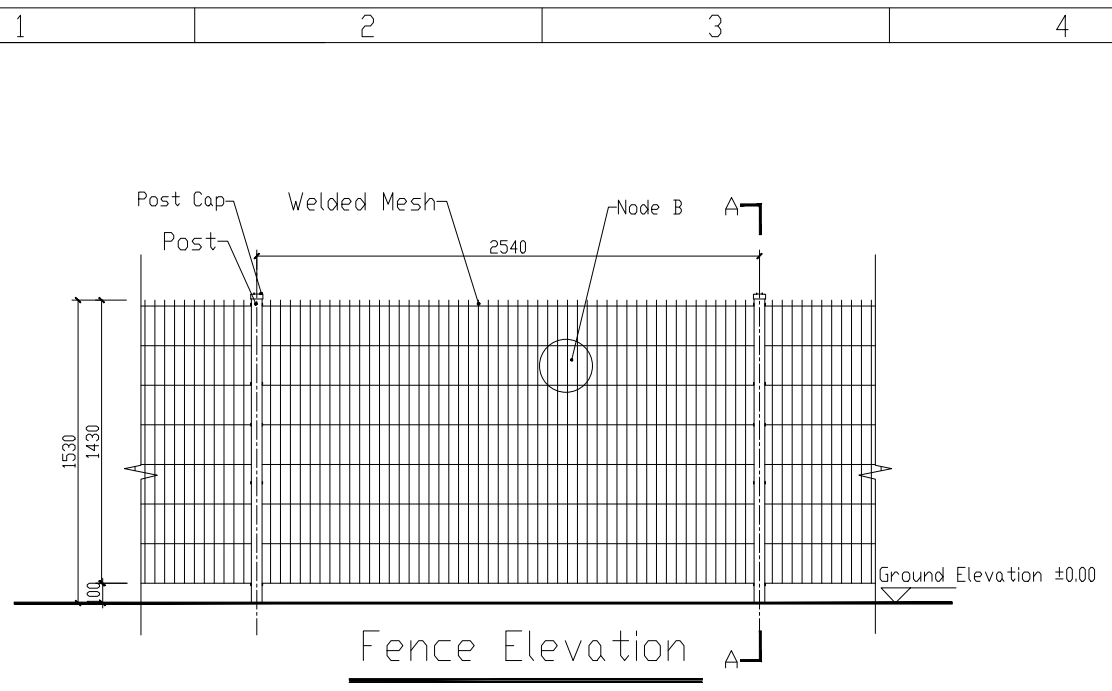 1 2 3 4
Post Cap
Welded Mesh
Node B
A
Post
2540
1530
1430
100
Ground Elevation ±0.00
Fence Elevation
A